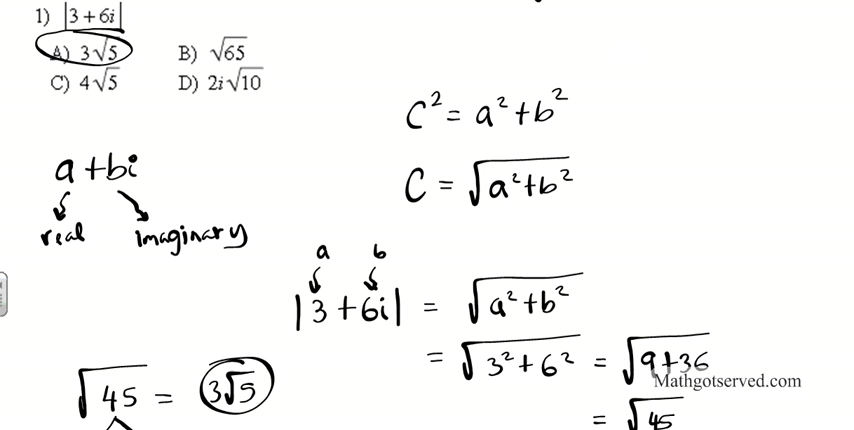 1) |3 + 6i|
A) 3√5 B) √65
C) 4√5 D) 2i√10
C² = a² + b²
a + bi
C = √a² + b²
real imaginary
a b
|3 + 6i| = √a² + b²
= √3² + 6² = √9 + 36
Mathgotserved.com
√45 = 3√5
= √45